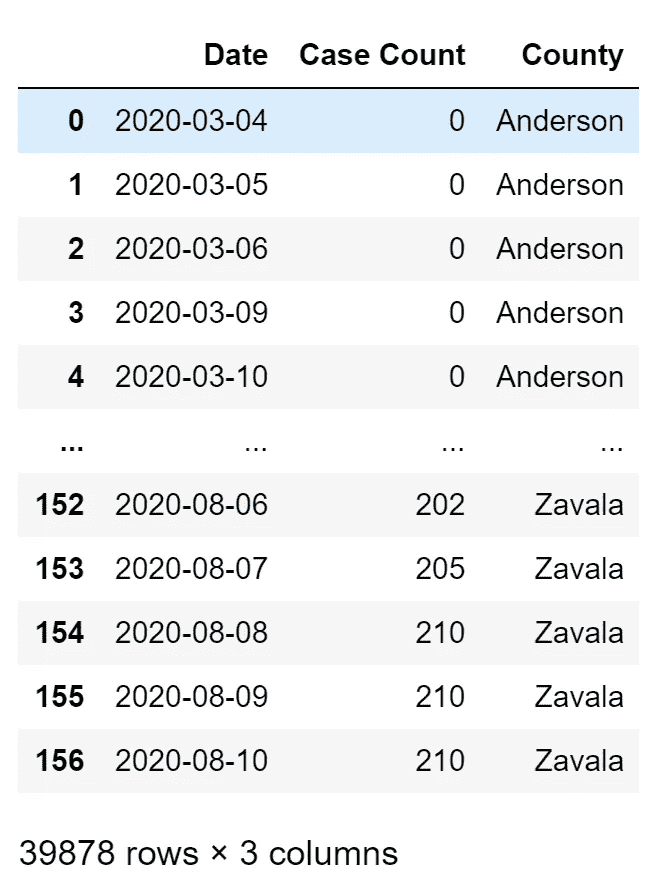 Date Case Count County
0 2020-03-04 0 Anderson
1 2020-03-05 0 Anderson
2 2020-03-06 0 Anderson
3 2020-03-09 0 Anderson
4 2020-03-10 0 Anderson
... ... ... ...
152 2020-08-06 202 Zavala
153 2020-08-07 205 Zavala
154 2020-08-08 210 Zavala
155 2020-08-09 210 Zavala
156 2020-08-10 210 Zavala
39878 rows × 3 columns